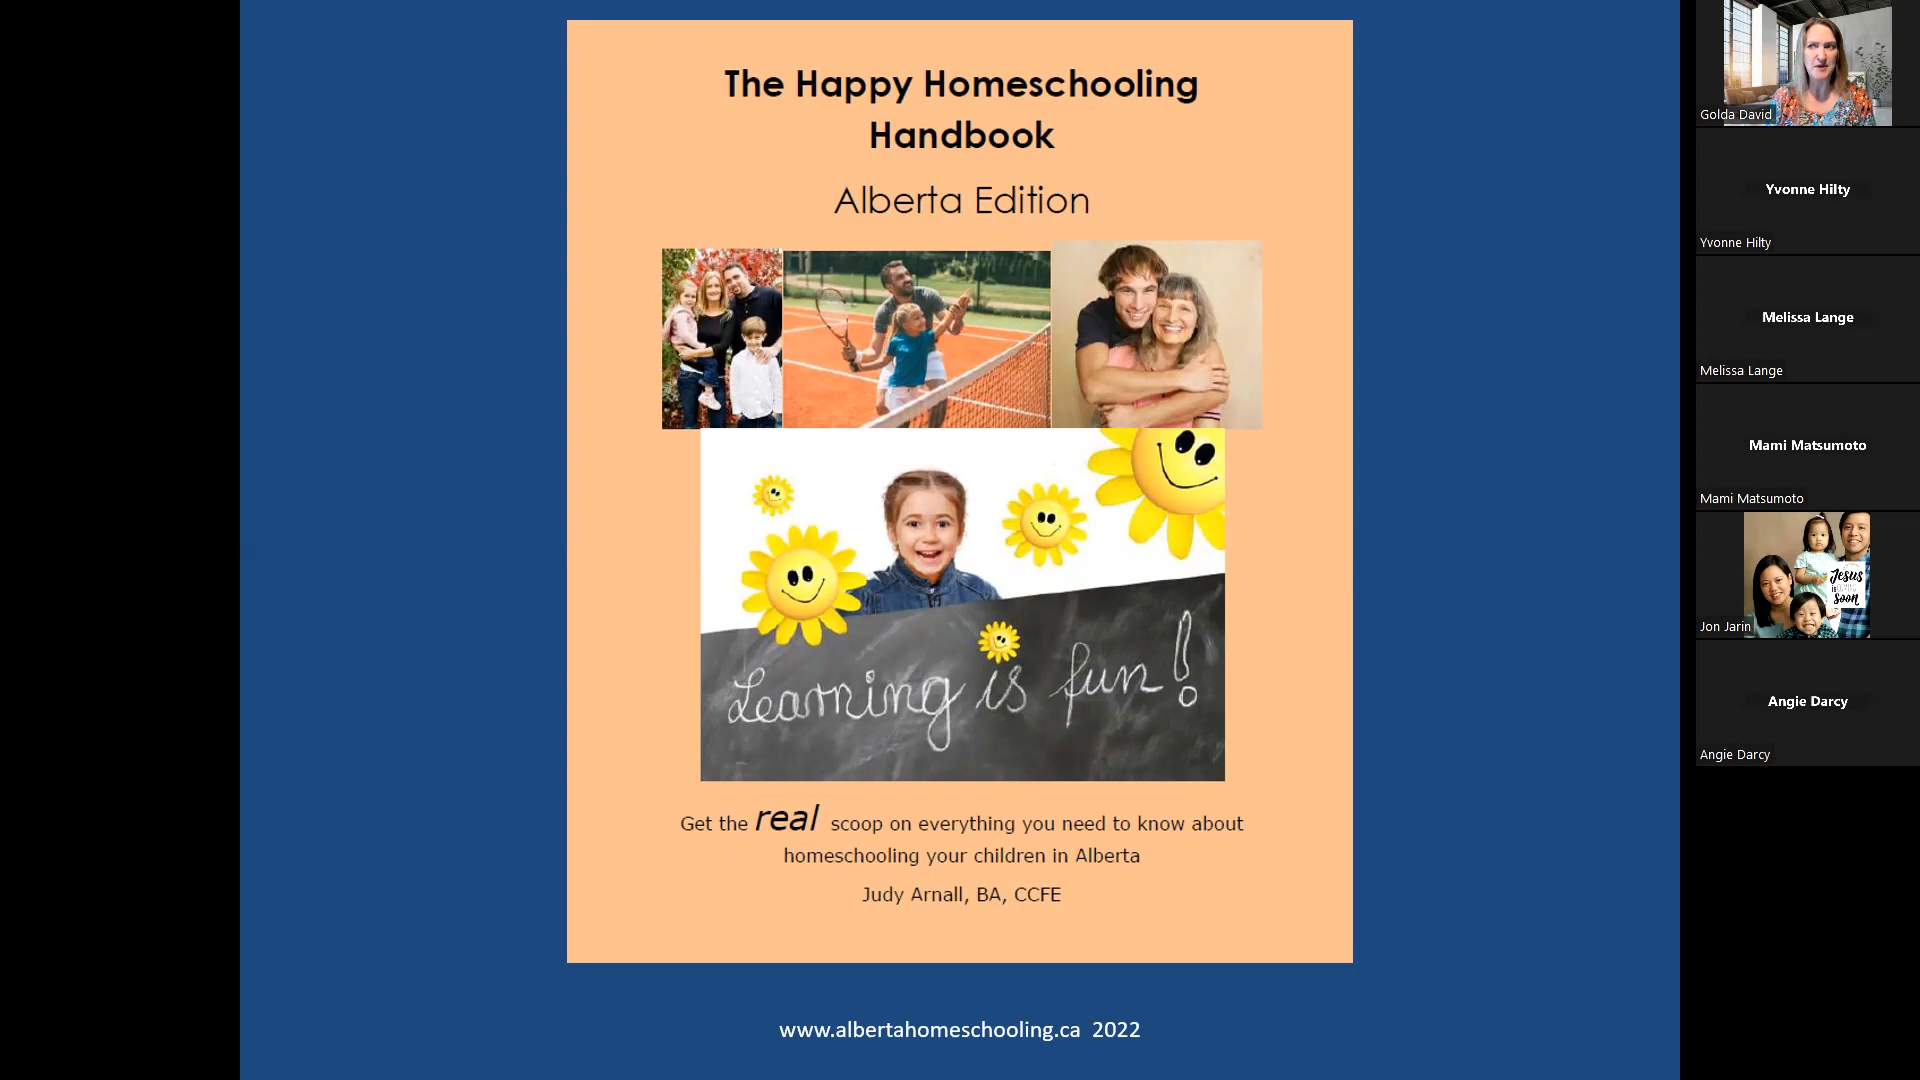 The Happy Homeschooling
Handbook
Alberta Edition
Learning is fun!
Get the real scoop on everything you need to know about
homeschooling your children in Alberta
Judy Arnall, BA, CCFE
www.albertahomeschooling.ca 2022
Golda David
Yvonne Hilty
Yvonne Hilty
Melissa Lange
Melissa Lange
Mami Matsumoto
Mami Matsumoto
Jesus
is
soon
Jon Jarin
Angie Darcy
Angie Darcy